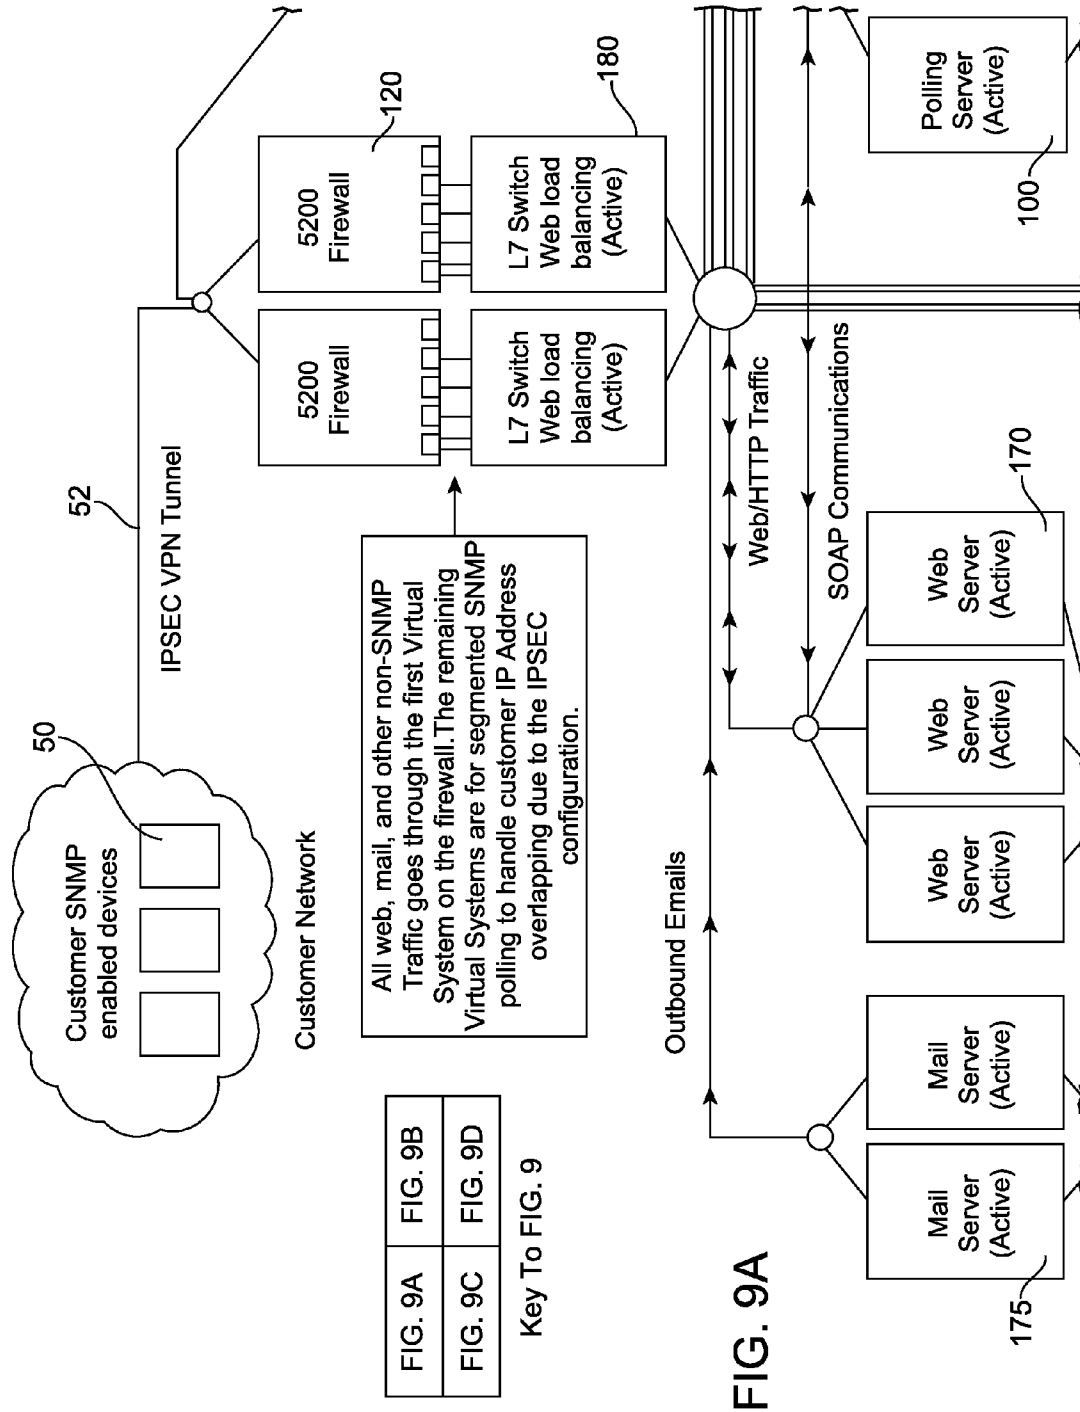 Customer SNMP
enabled devices
50
Customer Network
52
IPSEC VPN Tunnel
5200
Firewall
5200
Firewall
120
All web, mail, and other non-SNMP
Traffic goes through the first Virtual
System on the firewall.The remaining
Virtual Systems are for segmented SNMP
polling to handle customer IP Address
overlapping due to the IPSEC
configuration.
L7 Switch
Web load
balancing
(Active)
L7 Switch
Web load
balancing
(Active)
180
FIG. 9A
FIG. 9B
FIG. 9C
FIG. 9D
Key To FIG. 9
Outbound Emails
Web/HTTP Traffic
SOAP Communications
FIG. 9A
Mail
Server
(Active)
175
Mail
Server
(Active)
Web
Server
(Active)
Web
Server
(Active)
Web
Server
(Active)
170
Polling
Server
(Active)
100